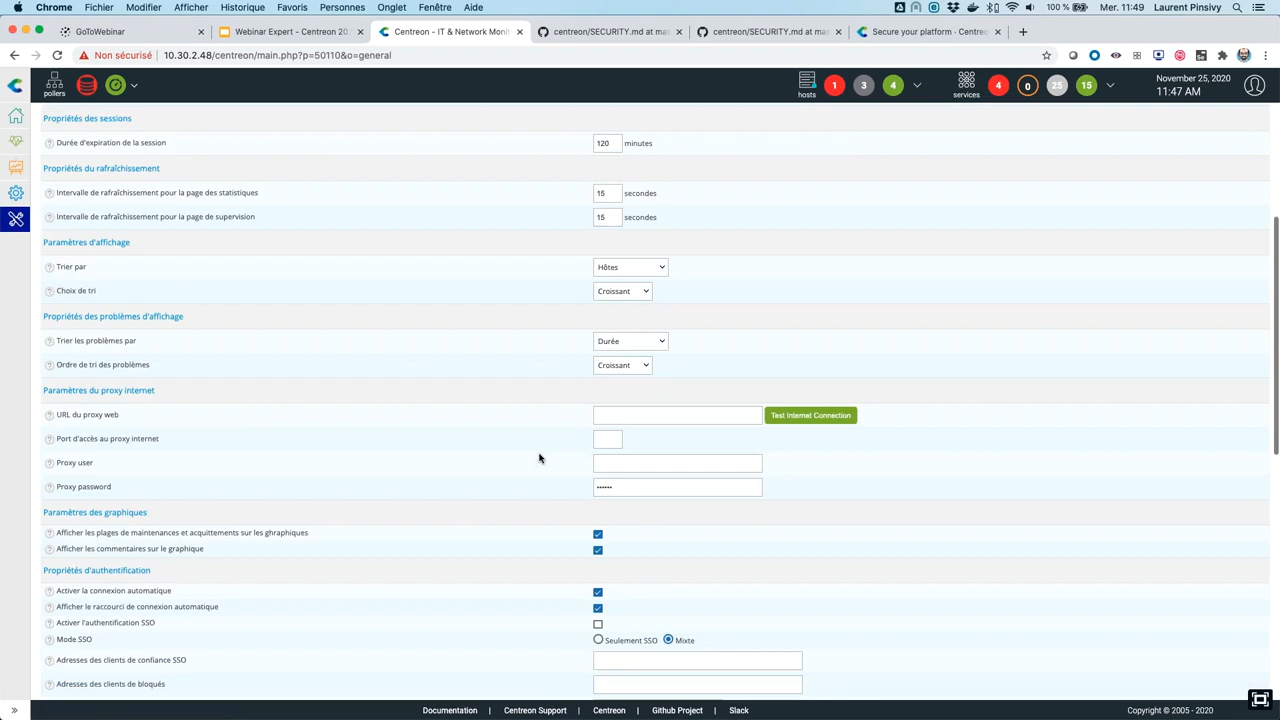 Chrome Fichier Modifier Afficher Historique Favoris Personnes Onglet Fenêtre Aide 100 % Mer. 11:49 Laurent Pinsivy
GoToWebinar Webinar Expert - Centreon 20. Centreon - IT & Network Moni centreon/SECURITY.md at mas centreon/SECURITY.md at mas Secure your platform · Centreo
Non sécurisé 10.30.2.48/centreon/main.php?p=50110&o=general
pollers hosts 1 3 4 services 4 0 25 15 November 25, 2020
11:47 AM
Propriétés des sessions
Durée d'expiration de la session 120 minutes
Propriétés du rafraîchissement
Intervalle de rafraîchissement pour la page des statistiques 15 secondes
Intervalle de rafraîchissement pour la page de supervision 15 secondes
Paramètres d'affichage
Trier par Hôtes
Choix de tri Croissant
Propriétés des problèmes d'affichage
Trier les problèmes par Durée
Ordre de tri des problèmes Croissant
Paramètres du proxy internet
URL du proxy web Test Internet Connection
Port d'accès au proxy internet
Proxy user
Proxy password ••••••
Paramètres des graphiques
Afficher les plages de maintenances et acquittements sur les ghraphiques
Afficher les commentaires sur le graphique
Propriétés d'authentification
Activer la connexion automatique
Afficher le raccourci de connexion automatique
Activer l'authentification SSO
Mode SSO Seulement SSO Mixte
Adresses des clients de confiance SSO
Adresses des clients de bloqués
Documentation | Centreon Support | Centreon | Github Project | Slack Copyright © 2005 - 2020